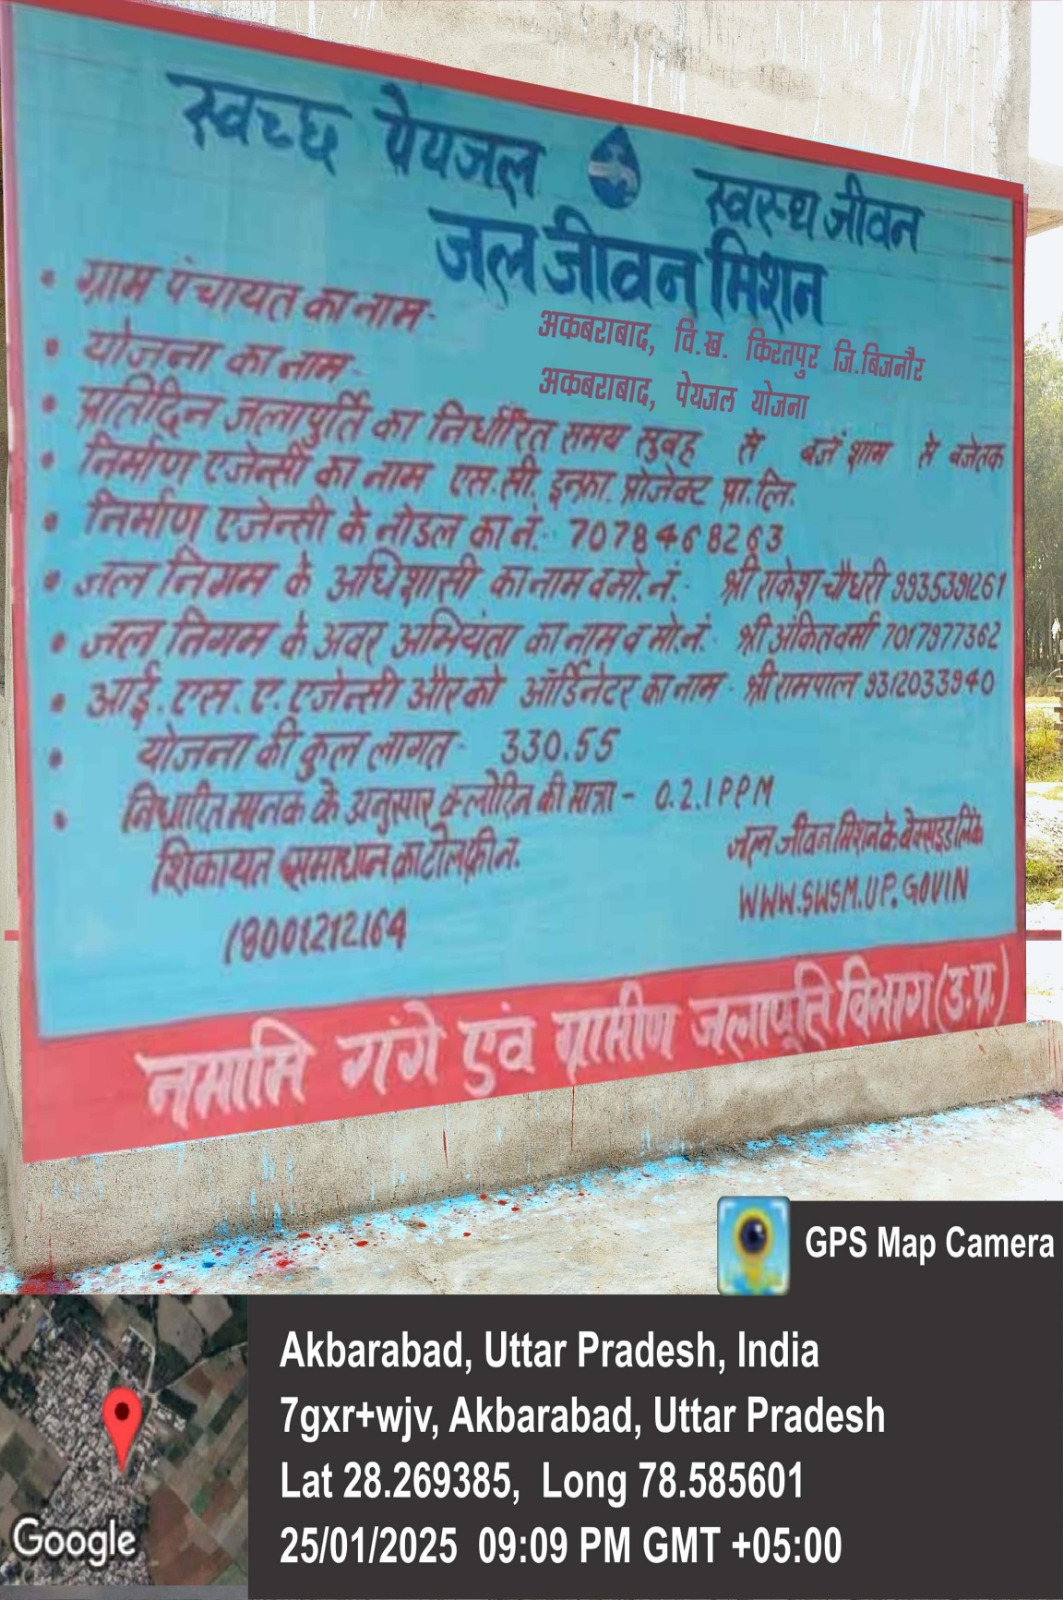 स्वच्छ पेयजल स्वस्थ जीवन
जल जीवन मिशन
• ग्राम पंचायत का नाम- अकबराबाद, वि.ख. किरतपुर जि.बिजनौर
• योजना का नाम- अकबराबाद, पेयजल योजना
• प्रतिदिन जलापुर्ति का निर्धारित समय सुबह से बजें शाम से बजेतक
• निर्माण एजेन्सी का नाम एस.सी. इन्फ्रा. प्रोजेक्ट प्रा.लि.
• निर्माण एजेन्सी के नोडल का नं.- 7078468263
• जल निगम के अधिशासी का नाम व मो.नं.- श्री राकेश चौधरी 9935391261
• जल निगम के अवर अभियंता का नाम व मो.नं. श्री अंकित वर्मा 7017977362
• आई.एस.ए.एजेन्सी और को ऑर्डिनेटर का नाम - श्री रामपाल 9312033940
• योजना की कुल लागत- 330.55
• निधारित मानक के अनुसार क्लोरिन की मात्रा - 0.2.1 PPM
शिकायत समाधान का टोलफ्री नं. जल जीवन मिशन के वेक्साइड लिंक
18001212164 WWW.SWSM.UP.GOVIN
नमामि गंगे एवं ग्रामीण जलापूर्ति विभाग (उ.प्र.)
GPS Map Camera
Akbarabad, Uttar Pradesh, India
7gxr+wjv, Akbarabad, Uttar Pradesh
Lat 28.269385, Long 78.585601
25/01/2025 09:09 PM GMT +05:00
Google